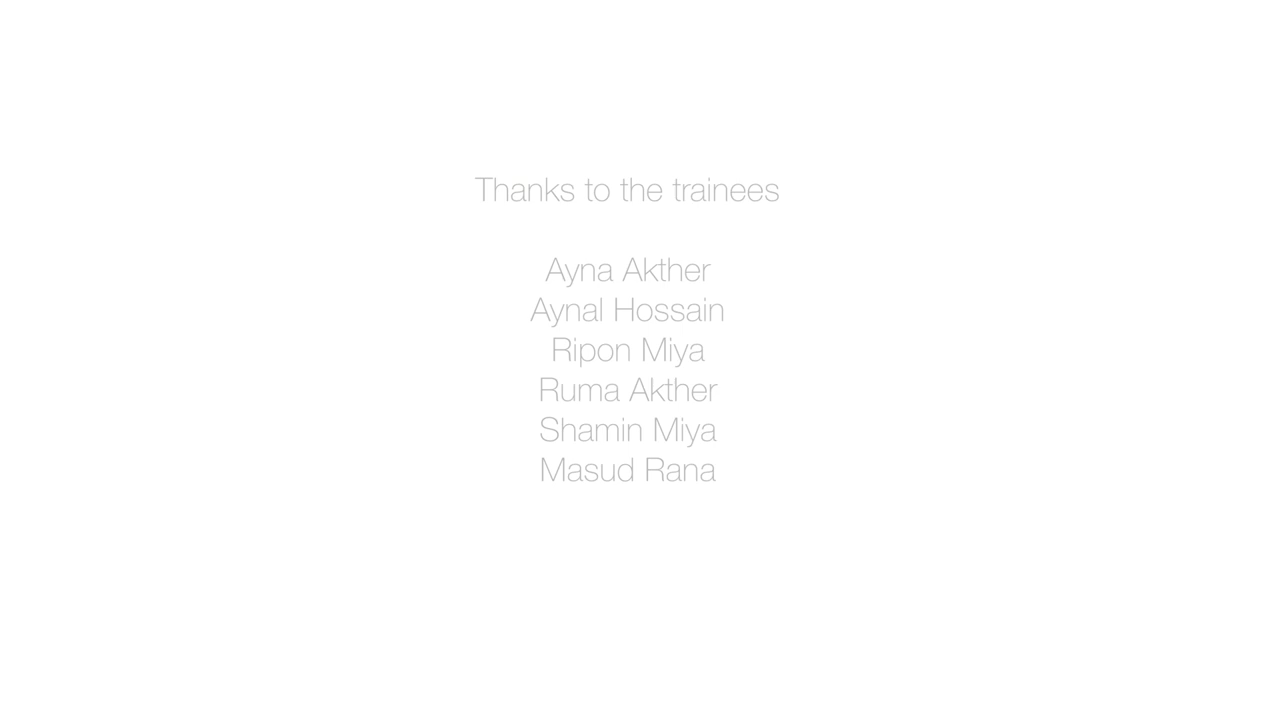 Thanks to the trainees
Ayna Akther
Aynal Hossain
Ripon Miya
Ruma Akther
Shamin Miya
Masud Rana